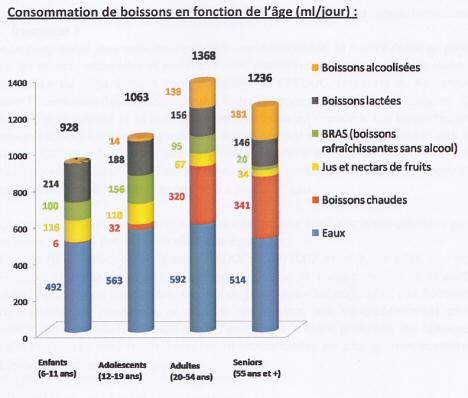 Consommation de boissons en fonction de l'âge (ml/jour) :
1368
1236
1063
928
1400
1200
1000
800
600
400
200
0
214
100
116
6
492
14
188
156
110
32
563
138
156
95
67
320
592
181
146
20
34
341
514
Boissons alcoolisées
Boissons lactées
BRAS (boissons
rafraîchissantes sans alcool)
Jus et nectars de fruits
Boissons chaudes
Eaux
Enfants
(6-11 ans)
Adolescents
(12-19 ans)
Adultes
(20-54 ans)
Seniors
(55 ans et +)